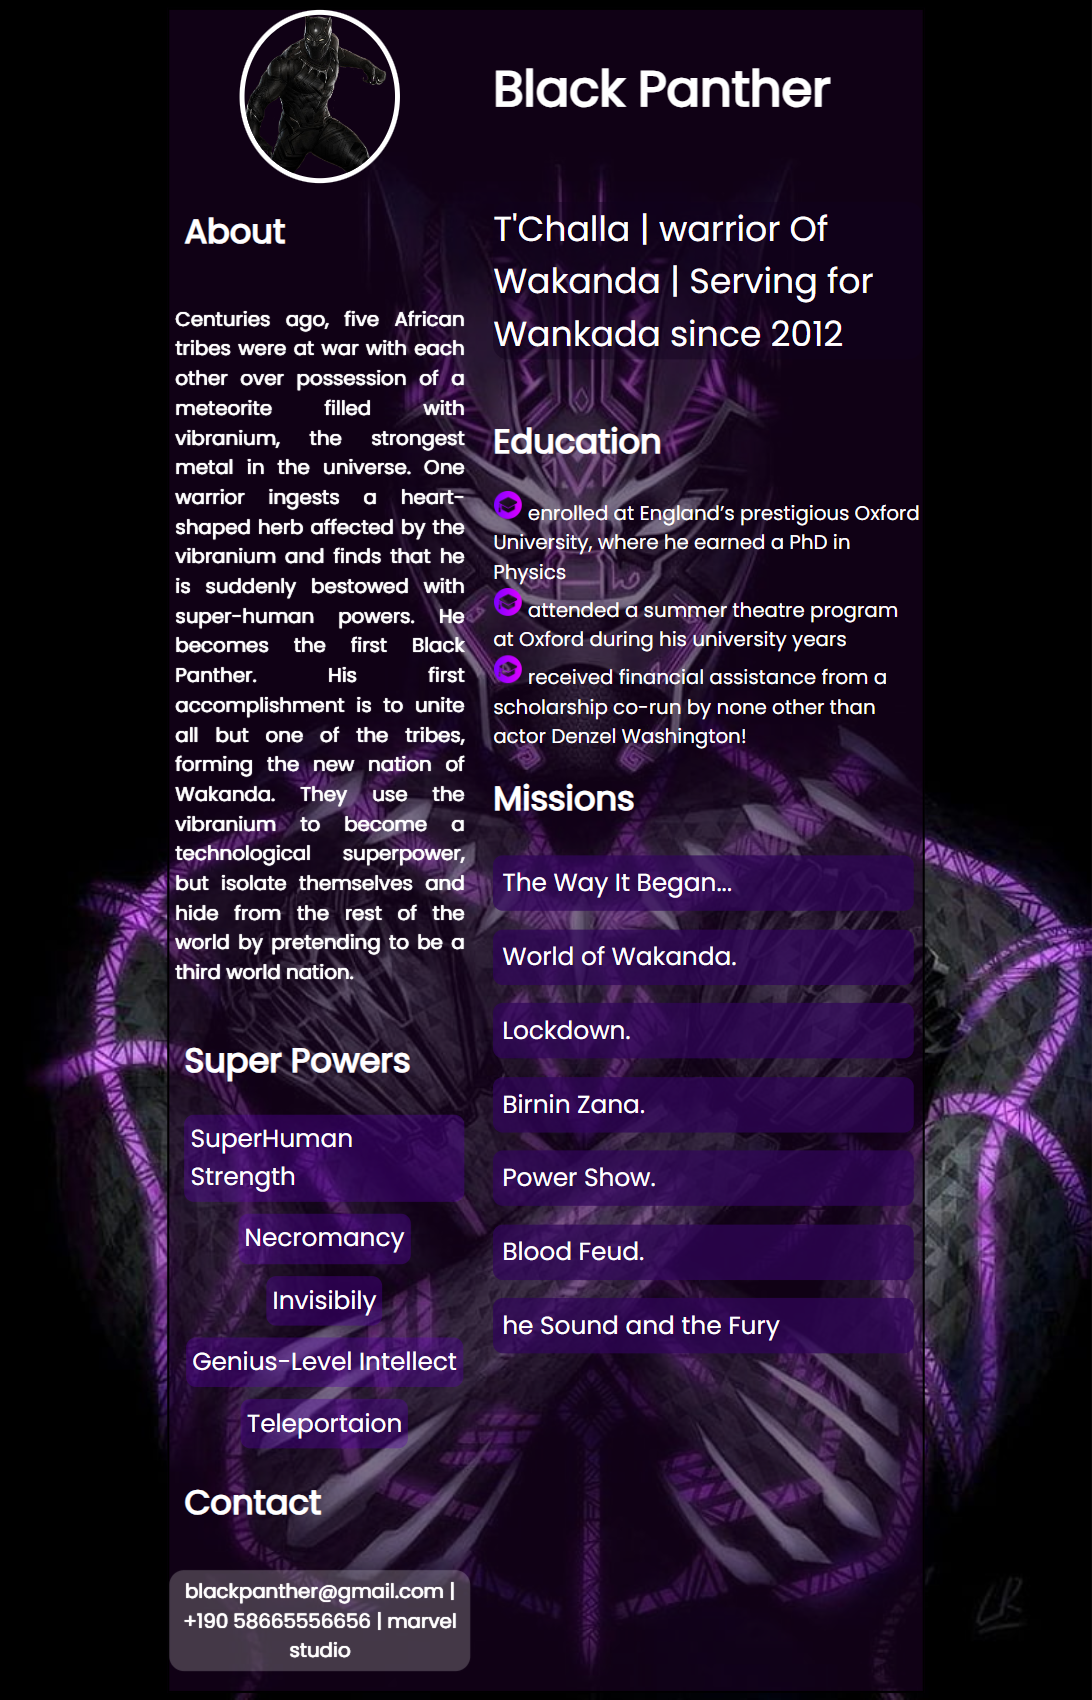 Black Panther
T'Challa | warrior Of
Wakanda | Serving for
Wankada since 2012
About
Centuries ago, five African
tribes were at war with each
other over possession of a
meteorite filled with
vibranium, the strongest
metal in the universe. One
warrior ingests a heart-
shaped herb affected by the
vibranium and finds that he
is suddenly bestowed with
super-human powers. He
becomes the first Black
Panther. His first
accomplishment is to unite
all but one of the tribes,
forming the new nation of
Wakanda. They use the
vibranium to become a
technological superpower,
but isolate themselves and
hide from the rest of the
world by pretending to be a
third world nation.
Super Powers
SuperHuman
Strength
Necromancy
Invisibily
Genius-Level Intellect
Teleportaion
Contact
blackpanther@gmail.com |
+190 58665556656 | marvel
studio
Education
enrolled at England’s prestigious Oxford
University, where he earned a PhD in
Physics
attended a summer theatre program
at Oxford during his university years
received financial assistance from a
scholarship co-run by none other than
actor Denzel Washington!
Missions
The Way It Began...
World of Wakanda.
Lockdown.
Birnin Zana.
Power Show.
Blood Feud.
he Sound and the Fury
LR